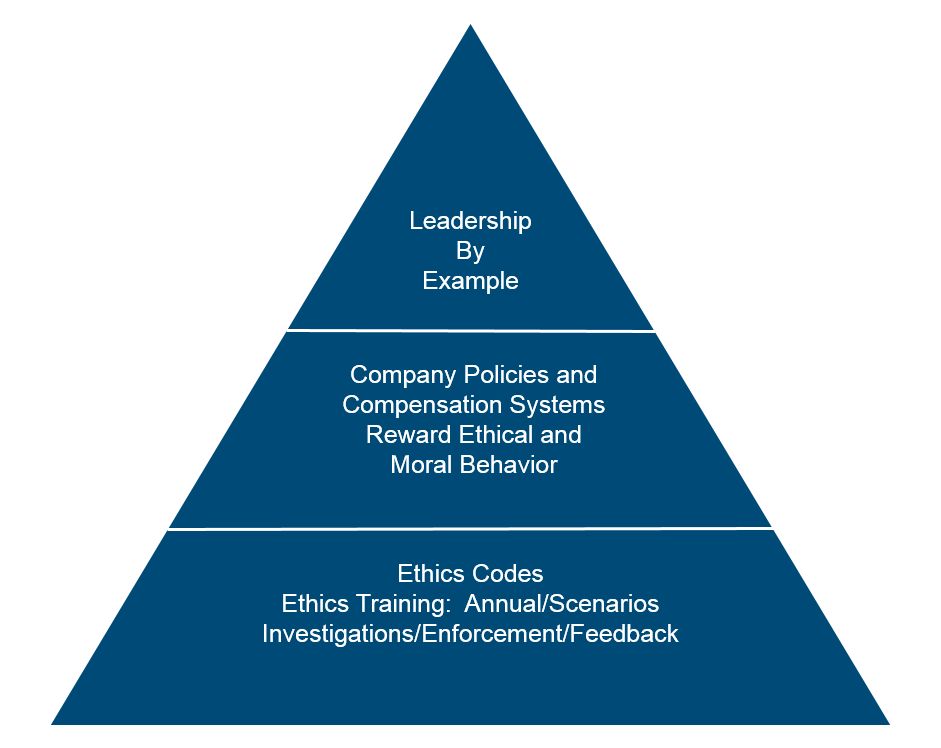 Leadership
By
Example
Company Policies and
Compensation Systems
Reward Ethical and
Moral Behavior
Ethics Codes
Ethics Training:  Annual/Scenarios
Investigations/Enforcement/Feedback